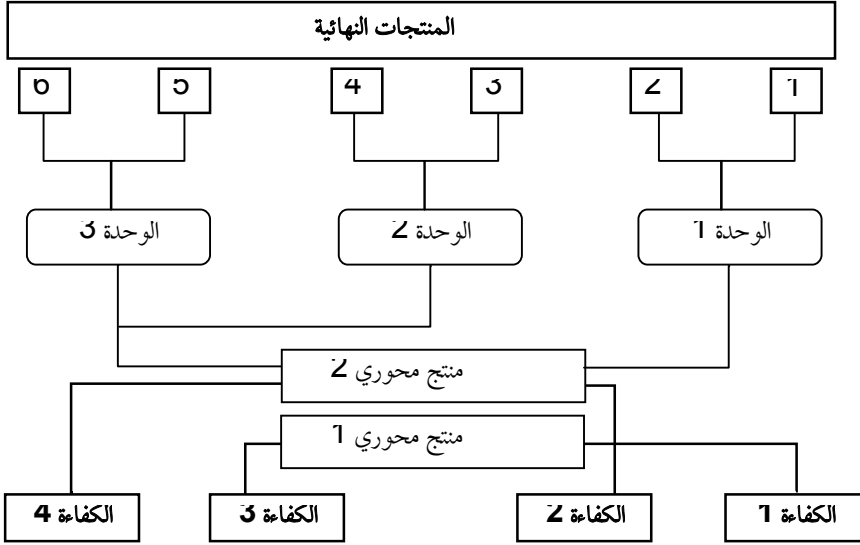 المنتجات النهائية
1 2 3 4 5 6
الوحدة 1 الوحدة 2 الوحدة 3
منتج محوري 2
منتج محوري 1
الكفاءة 1 الكفاءة 2 الكفاءة 3 الكفاءة 4